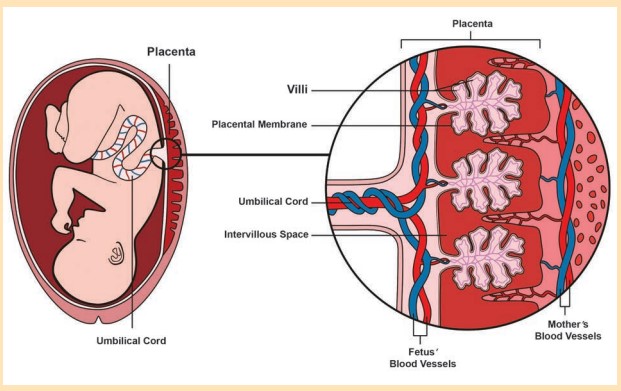 Placenta
Placenta
Villi
Placental Membrane
Umbilical Cord
Intervillous Space
Umbilical Cord
Fetus'
Blood Vessels
Mother's
Blood Vessels